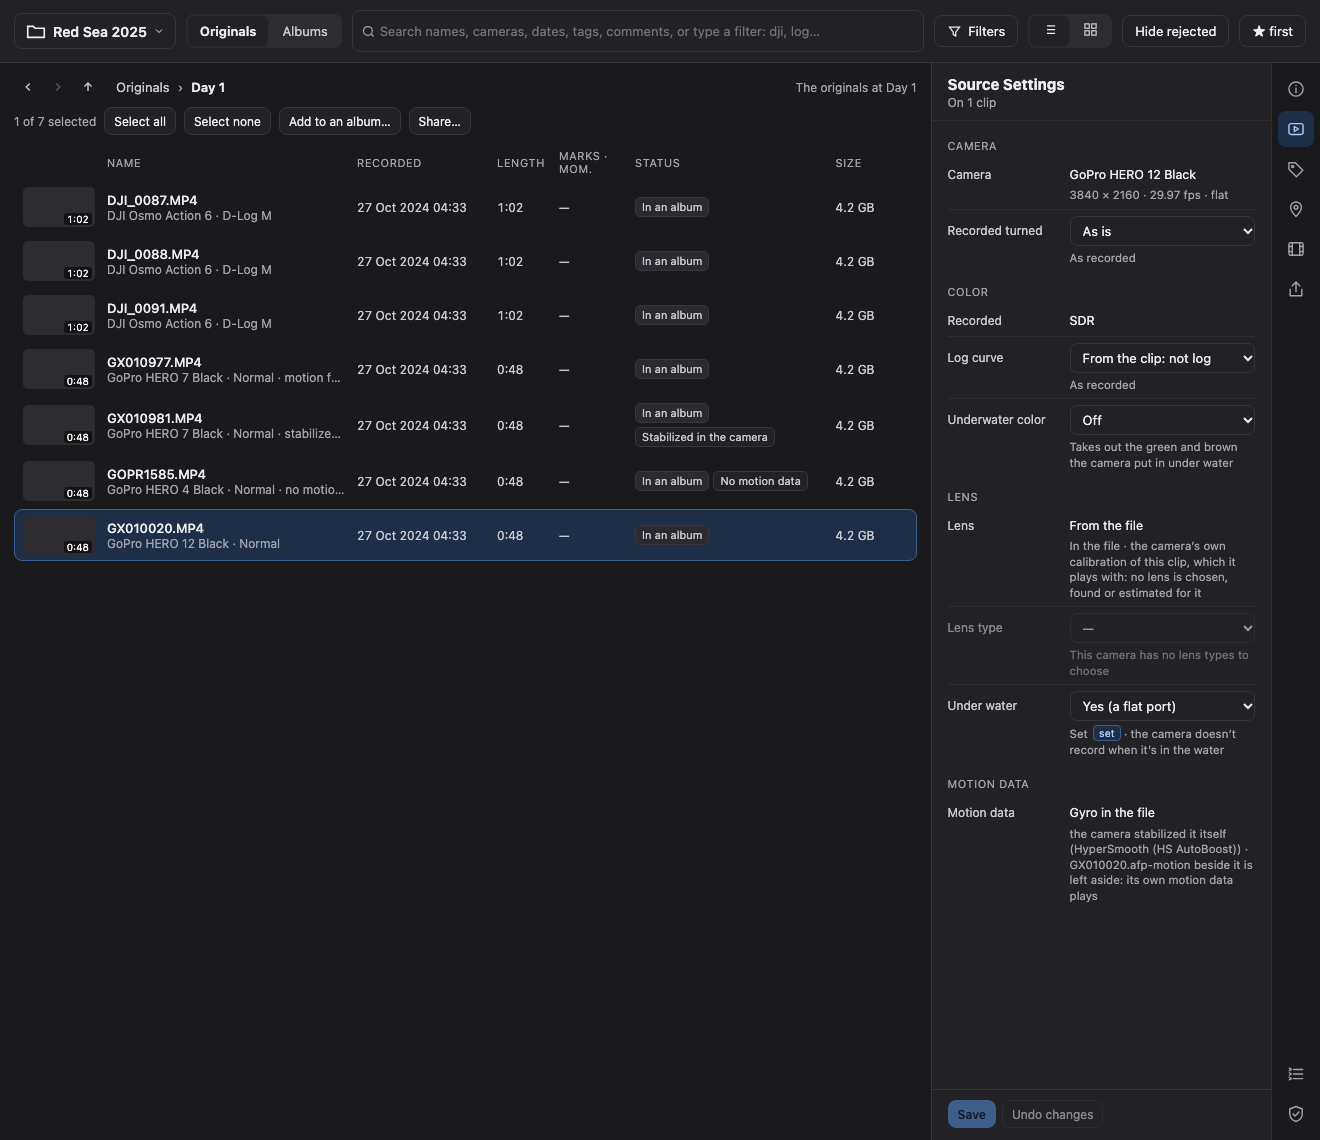 Red Sea 2025
Originals
Albums
Search names, cameras, dates, tags, comments, or type a filter: dji, log...
Filters
Hide rejected
★ first
Originals › Day 1
The originals at Day 1
1 of 7 selected
Select all
Select none
Add to an album...
Share...
NAME
RECORDED
LENGTH
MARKS ·
MOM.
STATUS
SIZE
1:02
DJI_0087.MP4
DJI Osmo Action 6 · D-Log M
27 Oct 2024 04:33
1:02
—
In an album
4.2 GB
1:02
DJI_0088.MP4
DJI Osmo Action 6 · D-Log M
27 Oct 2024 04:33
1:02
—
In an album
4.2 GB
1:02
DJI_0091.MP4
DJI Osmo Action 6 · D-Log M
27 Oct 2024 04:33
1:02
—
In an album
4.2 GB
0:48
GX010977.MP4
GoPro HERO 7 Black · Normal · motion f...
27 Oct 2024 04:33
0:48
—
In an album
4.2 GB
0:48
GX010981.MP4
GoPro HERO 7 Black · Normal · stabilize...
27 Oct 2024 04:33
0:48
—
In an album
Stabilized in the camera
4.2 GB
0:48
GOPR1585.MP4
GoPro HERO 4 Black · Normal · no motio...
27 Oct 2024 04:33
0:48
—
In an album
No motion data
4.2 GB
0:48
GX010020.MP4
GoPro HERO 12 Black · Normal
27 Oct 2024 04:33
0:48
—
In an album
4.2 GB
Source Settings
On 1 clip
CAMERA
Camera
GoPro HERO 12 Black
3840 × 2160 · 29.97 fps · flat
Recorded turned
As is
As recorded
COLOR
Recorded
SDR
Log curve
From the clip: not log
As recorded
Underwater color
Off
Takes out the green and brown
the camera put in under water
LENS
Lens
From the file
In the file · the camera's own
calibration of this clip, which it
plays with: no lens is chosen,
found or estimated for it
Lens type
—
This camera has no lens types to
choose
Under water
Yes (a flat port)
Set set · the camera doesn't
record when it's in the water
MOTION DATA
Motion data
Gyro in the file
the camera stabilized it itself
(HyperSmooth (HS AutoBoost)) ·
GX010020.afp-motion beside it is
left aside: its own motion data
plays
Save
Undo changes